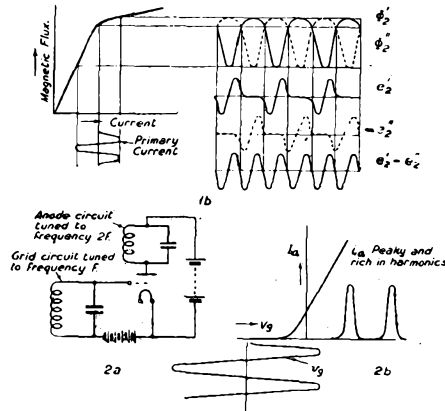 Magnetic Flux.
Current
Primary
Current
ϕ₂'
ϕ₂"
e₂'
e₂' - e₂"
1b
Anode circuit
tuned to
frequency 2F.
Grid circuit tuned
to frequency F.
2a
Ia
ia Peaky and
rich in harmonics
Vg
vg
2b